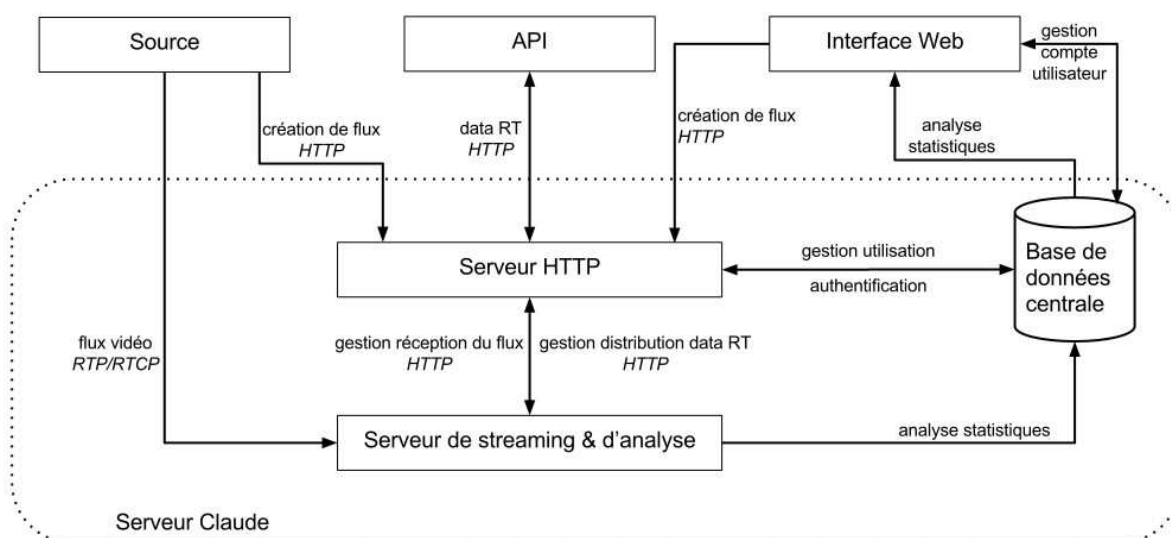 Source
API
Interface Web
gestion
compte
utilisateur
création de flux
HTTP
data RT
HTTP
création de flux
HTTP
analyse
statistiques
Serveur HTTP
gestion utilisation
authentification
Base de
données
centrale
flux vidéo
RTP/RTCP
gestion réception du flux
HTTP
gestion distribution data RT
HTTP
Serveur de streaming & d'analyse
analyse statistiques
Serveur Claude